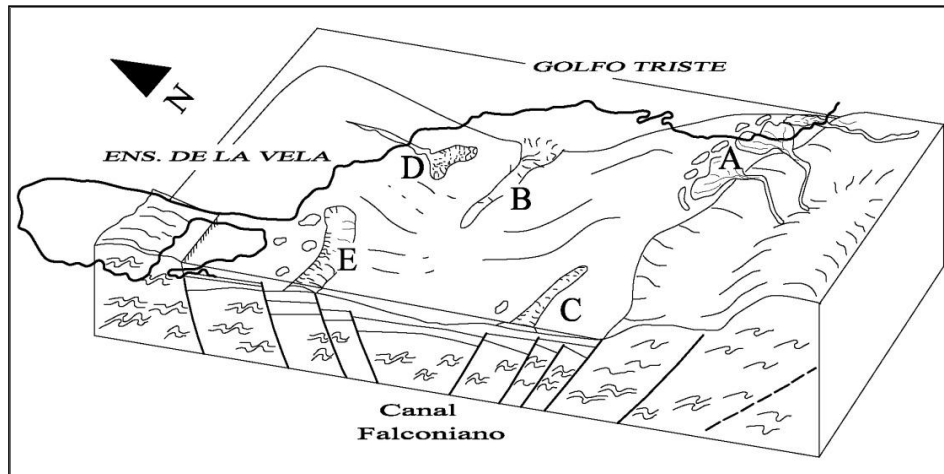 GOLFO TRISTE
N
ENS. DE LA VELA
A
D
B
E
C
Canal
Falconiano